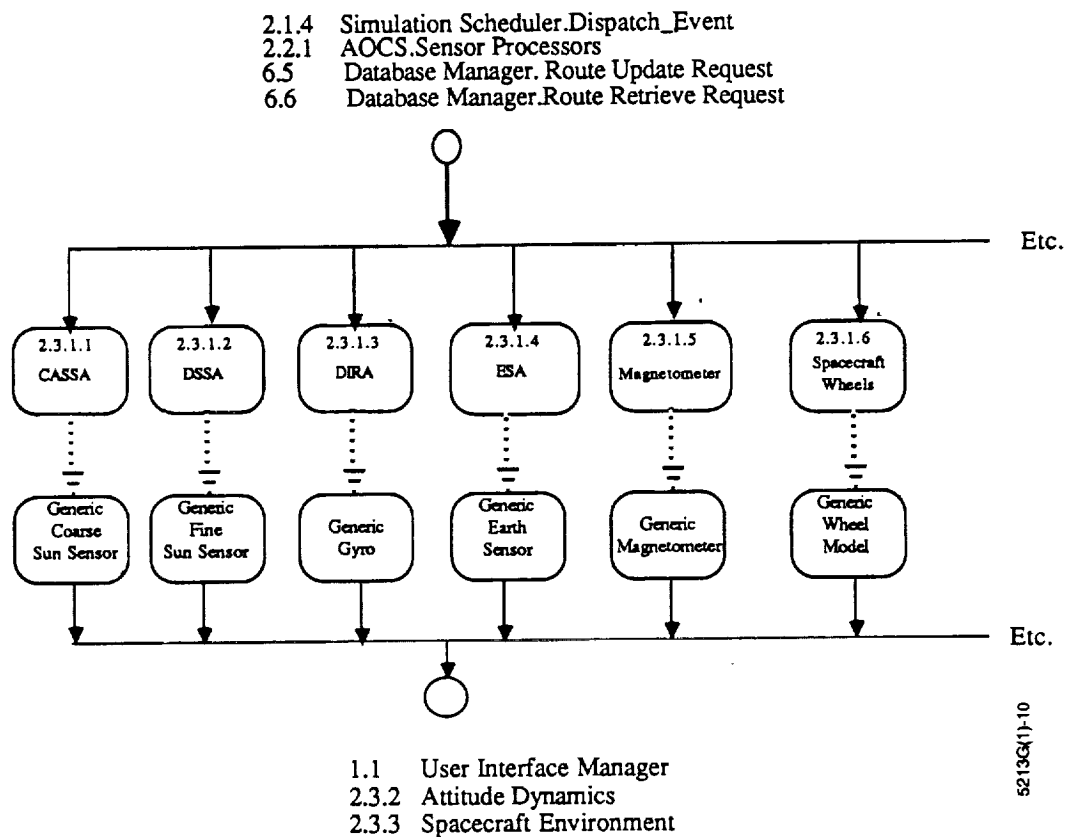 2.1.4 Simulation Scheduler.Dispatch_Event
2.2.1 AOCS.Sensor Processors
6.5 Database Manager. Route Update Request
6.6 Database Manager.Route Retrieve Request
Etc.
2.3.1.1
CASSA
2.3.1.2
DSSA
2.3.1.3
DIRA
2.3.1.4
ESA
2.3.1.5
Magnetometer
2.3.1.6
Spacecraft
Wheels
Generic
Coarse
Sun Sensor
Generic
Fine
Sun Sensor
Generic
Gyro
Generic
Earth
Sensor
Generic
Magnetometer
Generic
Wheel
Model
Etc.
5213G(1)-10
1.1 User Interface Manager
2.3.2 Attitude Dynamics
2.3.3 Spacecraft Environment